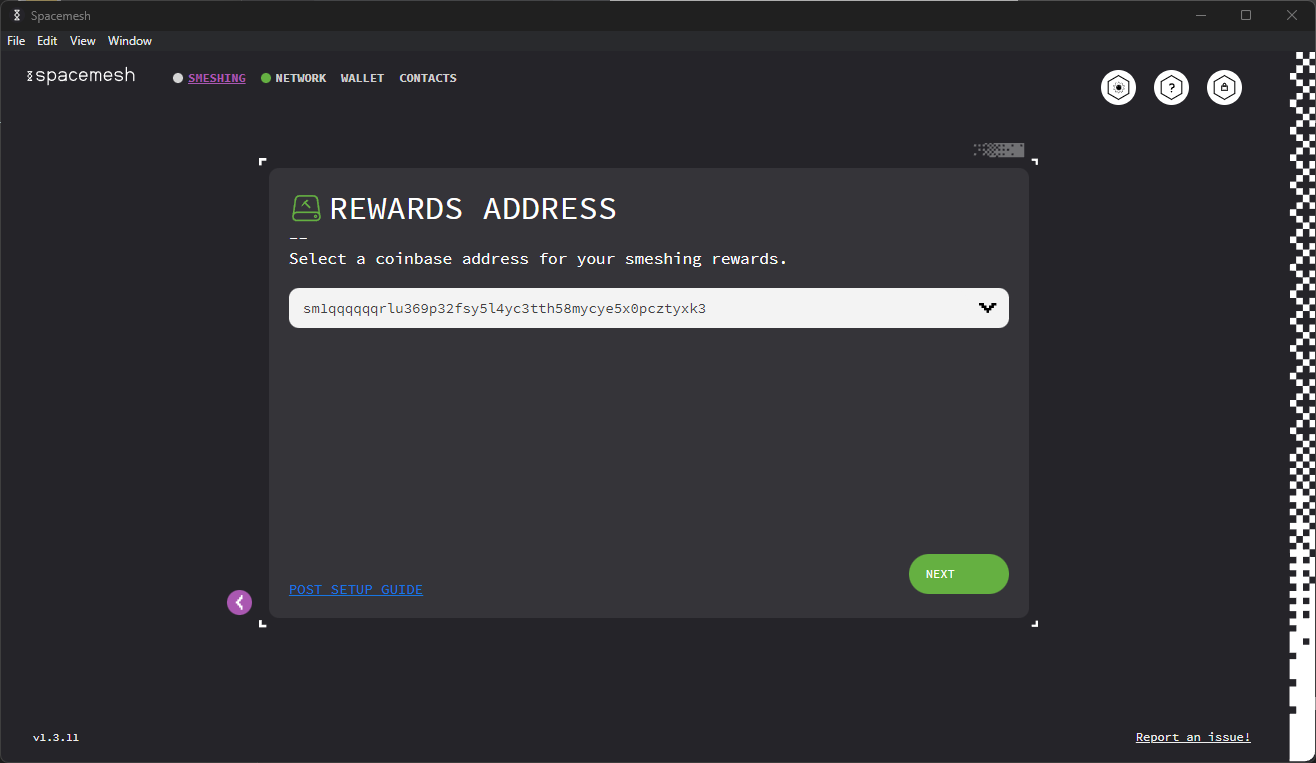 Spacemesh
File Edit View Window
spacemesh
SMESHING NETWORK WALLET CONTACTS
?
REWARDS ADDRESS
--
Select a coinbase address for your smeshing rewards.
sm1qqqqqqrlu369p32fsy5l4yc3tth58mycye5x0pcztyxk3
NEXT
POST SETUP GUIDE
v1.3.11
Report an issue!